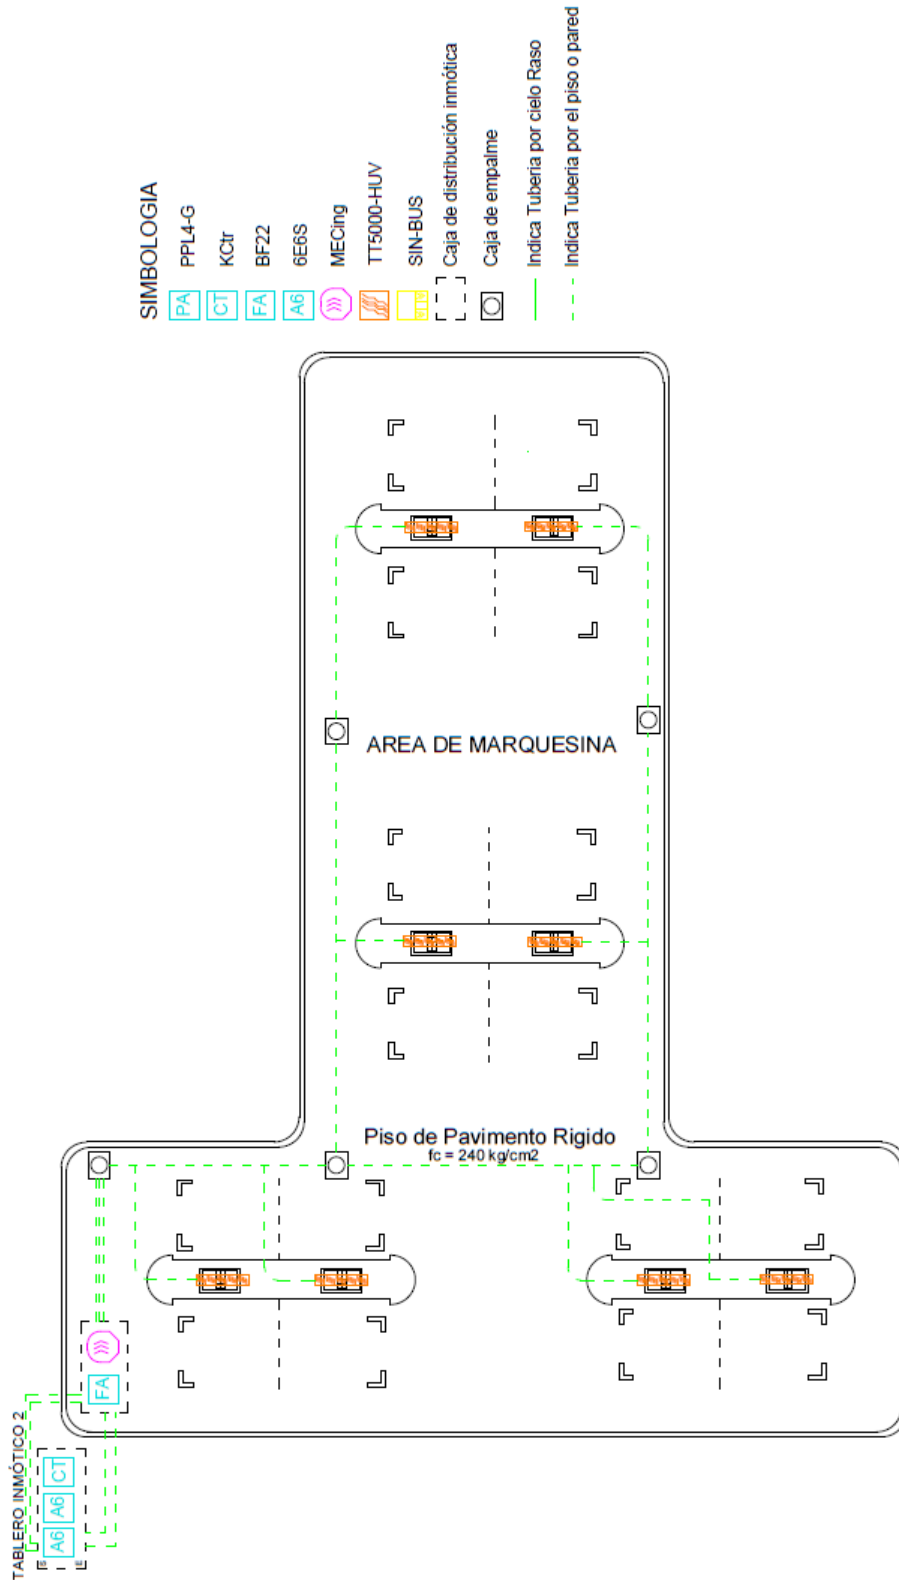 SIMBOLOGIA
PA PPL4-G
CT KCtr
FA BF22
A6 6E6S
MECing
TT5000-HUV
SIN-BUS
Caja de distribución inmótica
Caja de empalme
Indica Tuberia por cielo Raso
Indica Tuberia por el piso o pared
AREA DE MARQUESINA
Piso de Pavimento Rigido
fc = 240 kg/cm2
FA
TABLERO INMÓTICO 2
A6 A6 CT